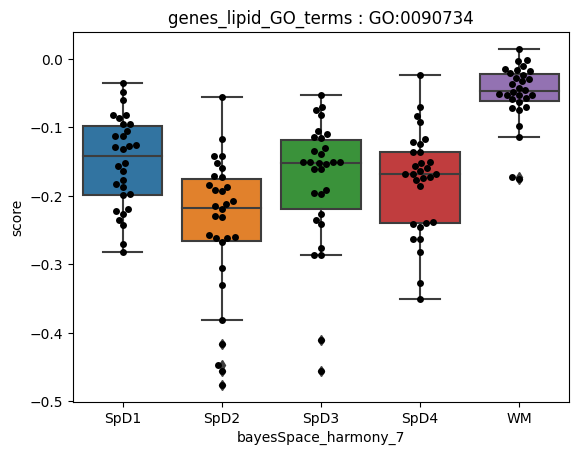 genes_lipid_GO_terms : GO:0090734
0.0
−0.1
−0.2
−0.3
−0.4
−0.5
score
SpD1 SpD2 SpD3 SpD4 WM
bayesSpace_harmony_7